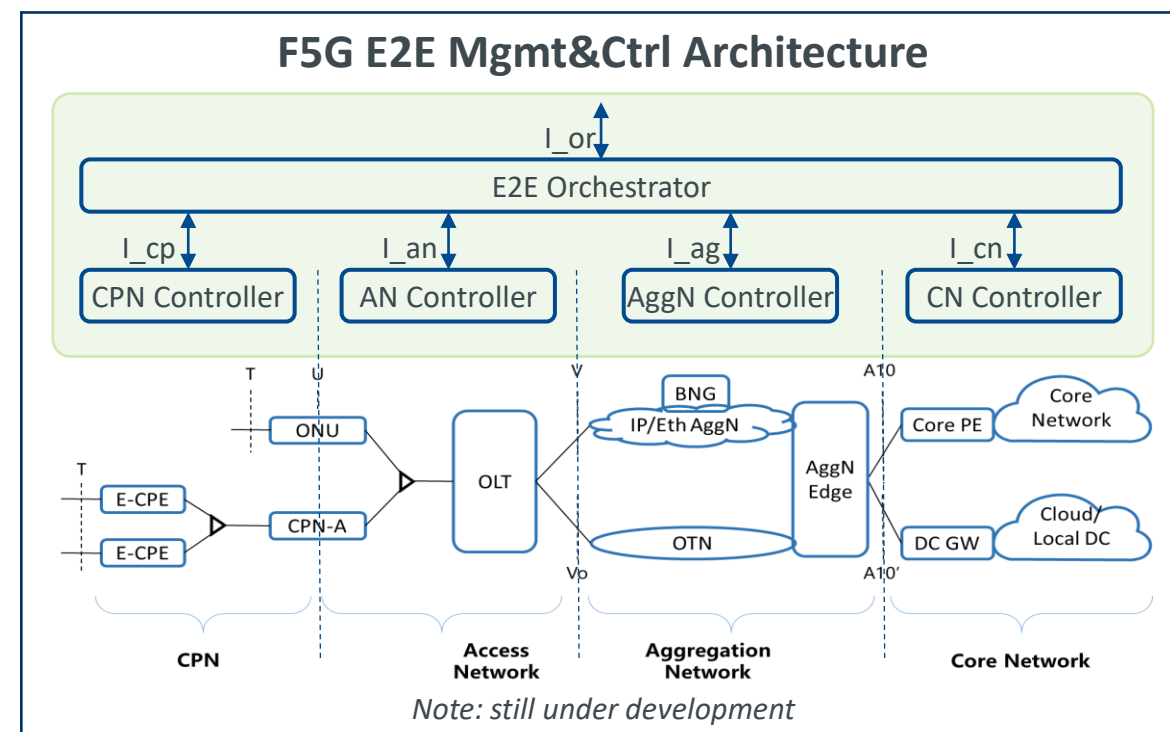 F5G E2E Mgmt&Ctrl Architecture
I_or
E2E Orchestrator
I_cp
I_an
I_ag
I_cn
CPN Controller
AN Controller
AggN Controller
CN Controller
T
U
V
A10
BNG
ONU
IP/Eth AggN
Core PE
Core
Network
T
E-CPE
OLT
AggN
Edge
CPN-A
E-CPE
OTN
DC GW
Cloud/
Local DC
Vo
A10'
CPN
Access
Network
Aggregation
Network
Core Network
Note: still under development